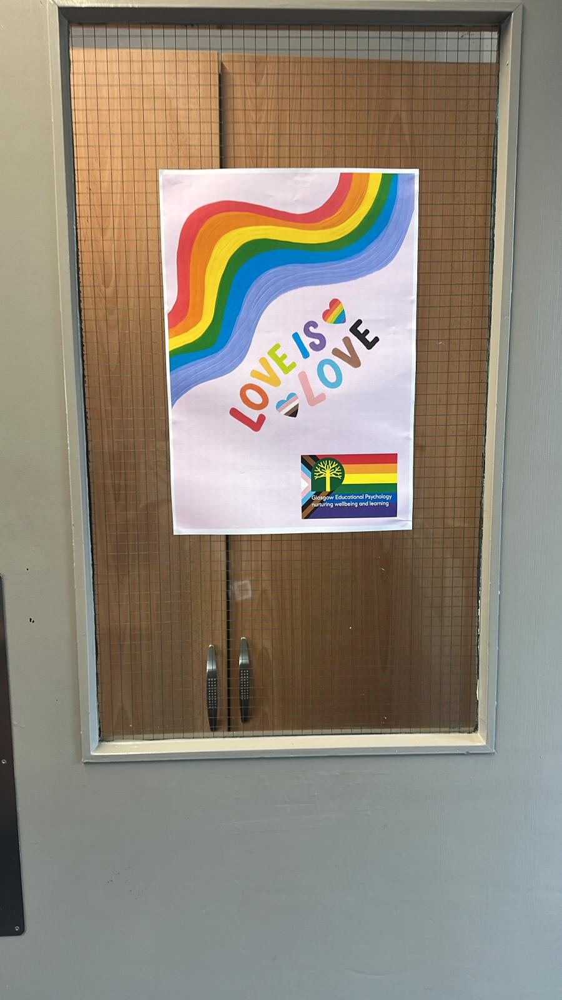 LOVE IS
LOVE
Glasgow Educational Psychology
nurturing wellbeing and learning